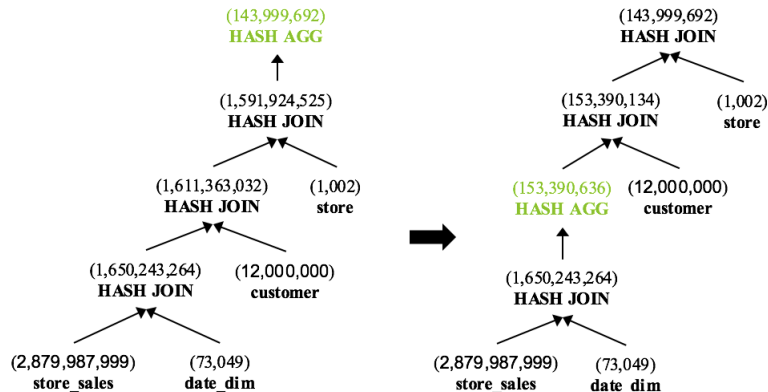 (143,999,692)
HASH AGG
(1,591,924,525)
HASH JOIN
(1,611,363,032)
HASH JOIN
(1,002)
store
(1,650,243,264)
HASH JOIN
(12,000,000)
customer
(2,879,987,999)
store_sales
(73,049)
date_dim
(143,999,692)
HASH JOIN
(153,390,134)
HASH JOIN
(1,002)
store
(153,390,636)
HASH AGG
(12,000,000)
customer
(1,650,243,264)
HASH JOIN
(2,879,987,999)
store_sales
(73,049)
date_dim